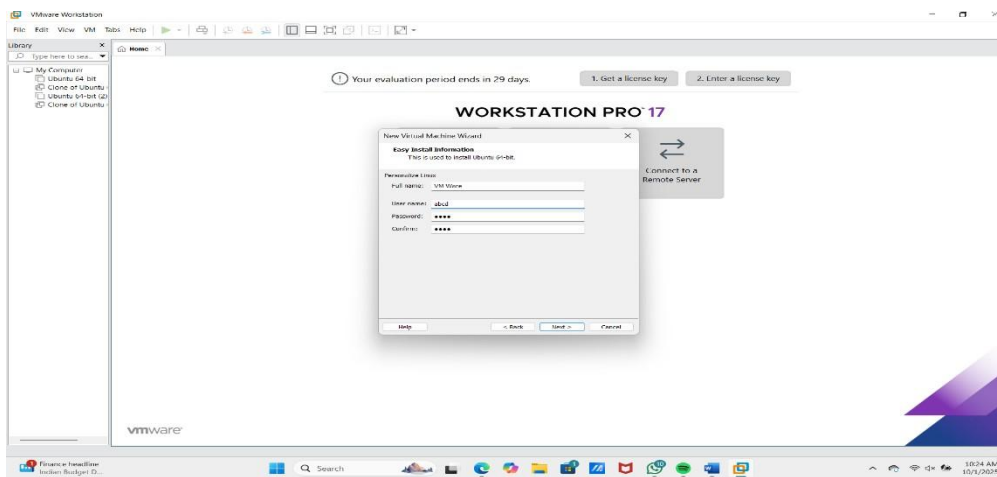 VMware Workstation
File Edit View VM Tabs Help
Library
Home
Type here to sea...
My Computer
Ubuntu 64-bit
Clone of Ubuntu
Ubuntu 64-bit (2)
Clone of Ubuntu
Your evaluation period ends in 29 days.
1. Get a license key
2. Enter a license key
WORKSTATION PRO 17
New Virtual Machine Wizard
Easy Install Information
This is used to install Ubuntu 64-bit.
Personalize Linux
Full name: VM Ware
User name: abcd
Password: ●●●●
Confirm: ●●●●
Help
< Back
Next >
Cancel
Connect to a
Remote Server
vmware
Finance headline
Indian Budget D...
Search
10:24 AM
10/1/2025